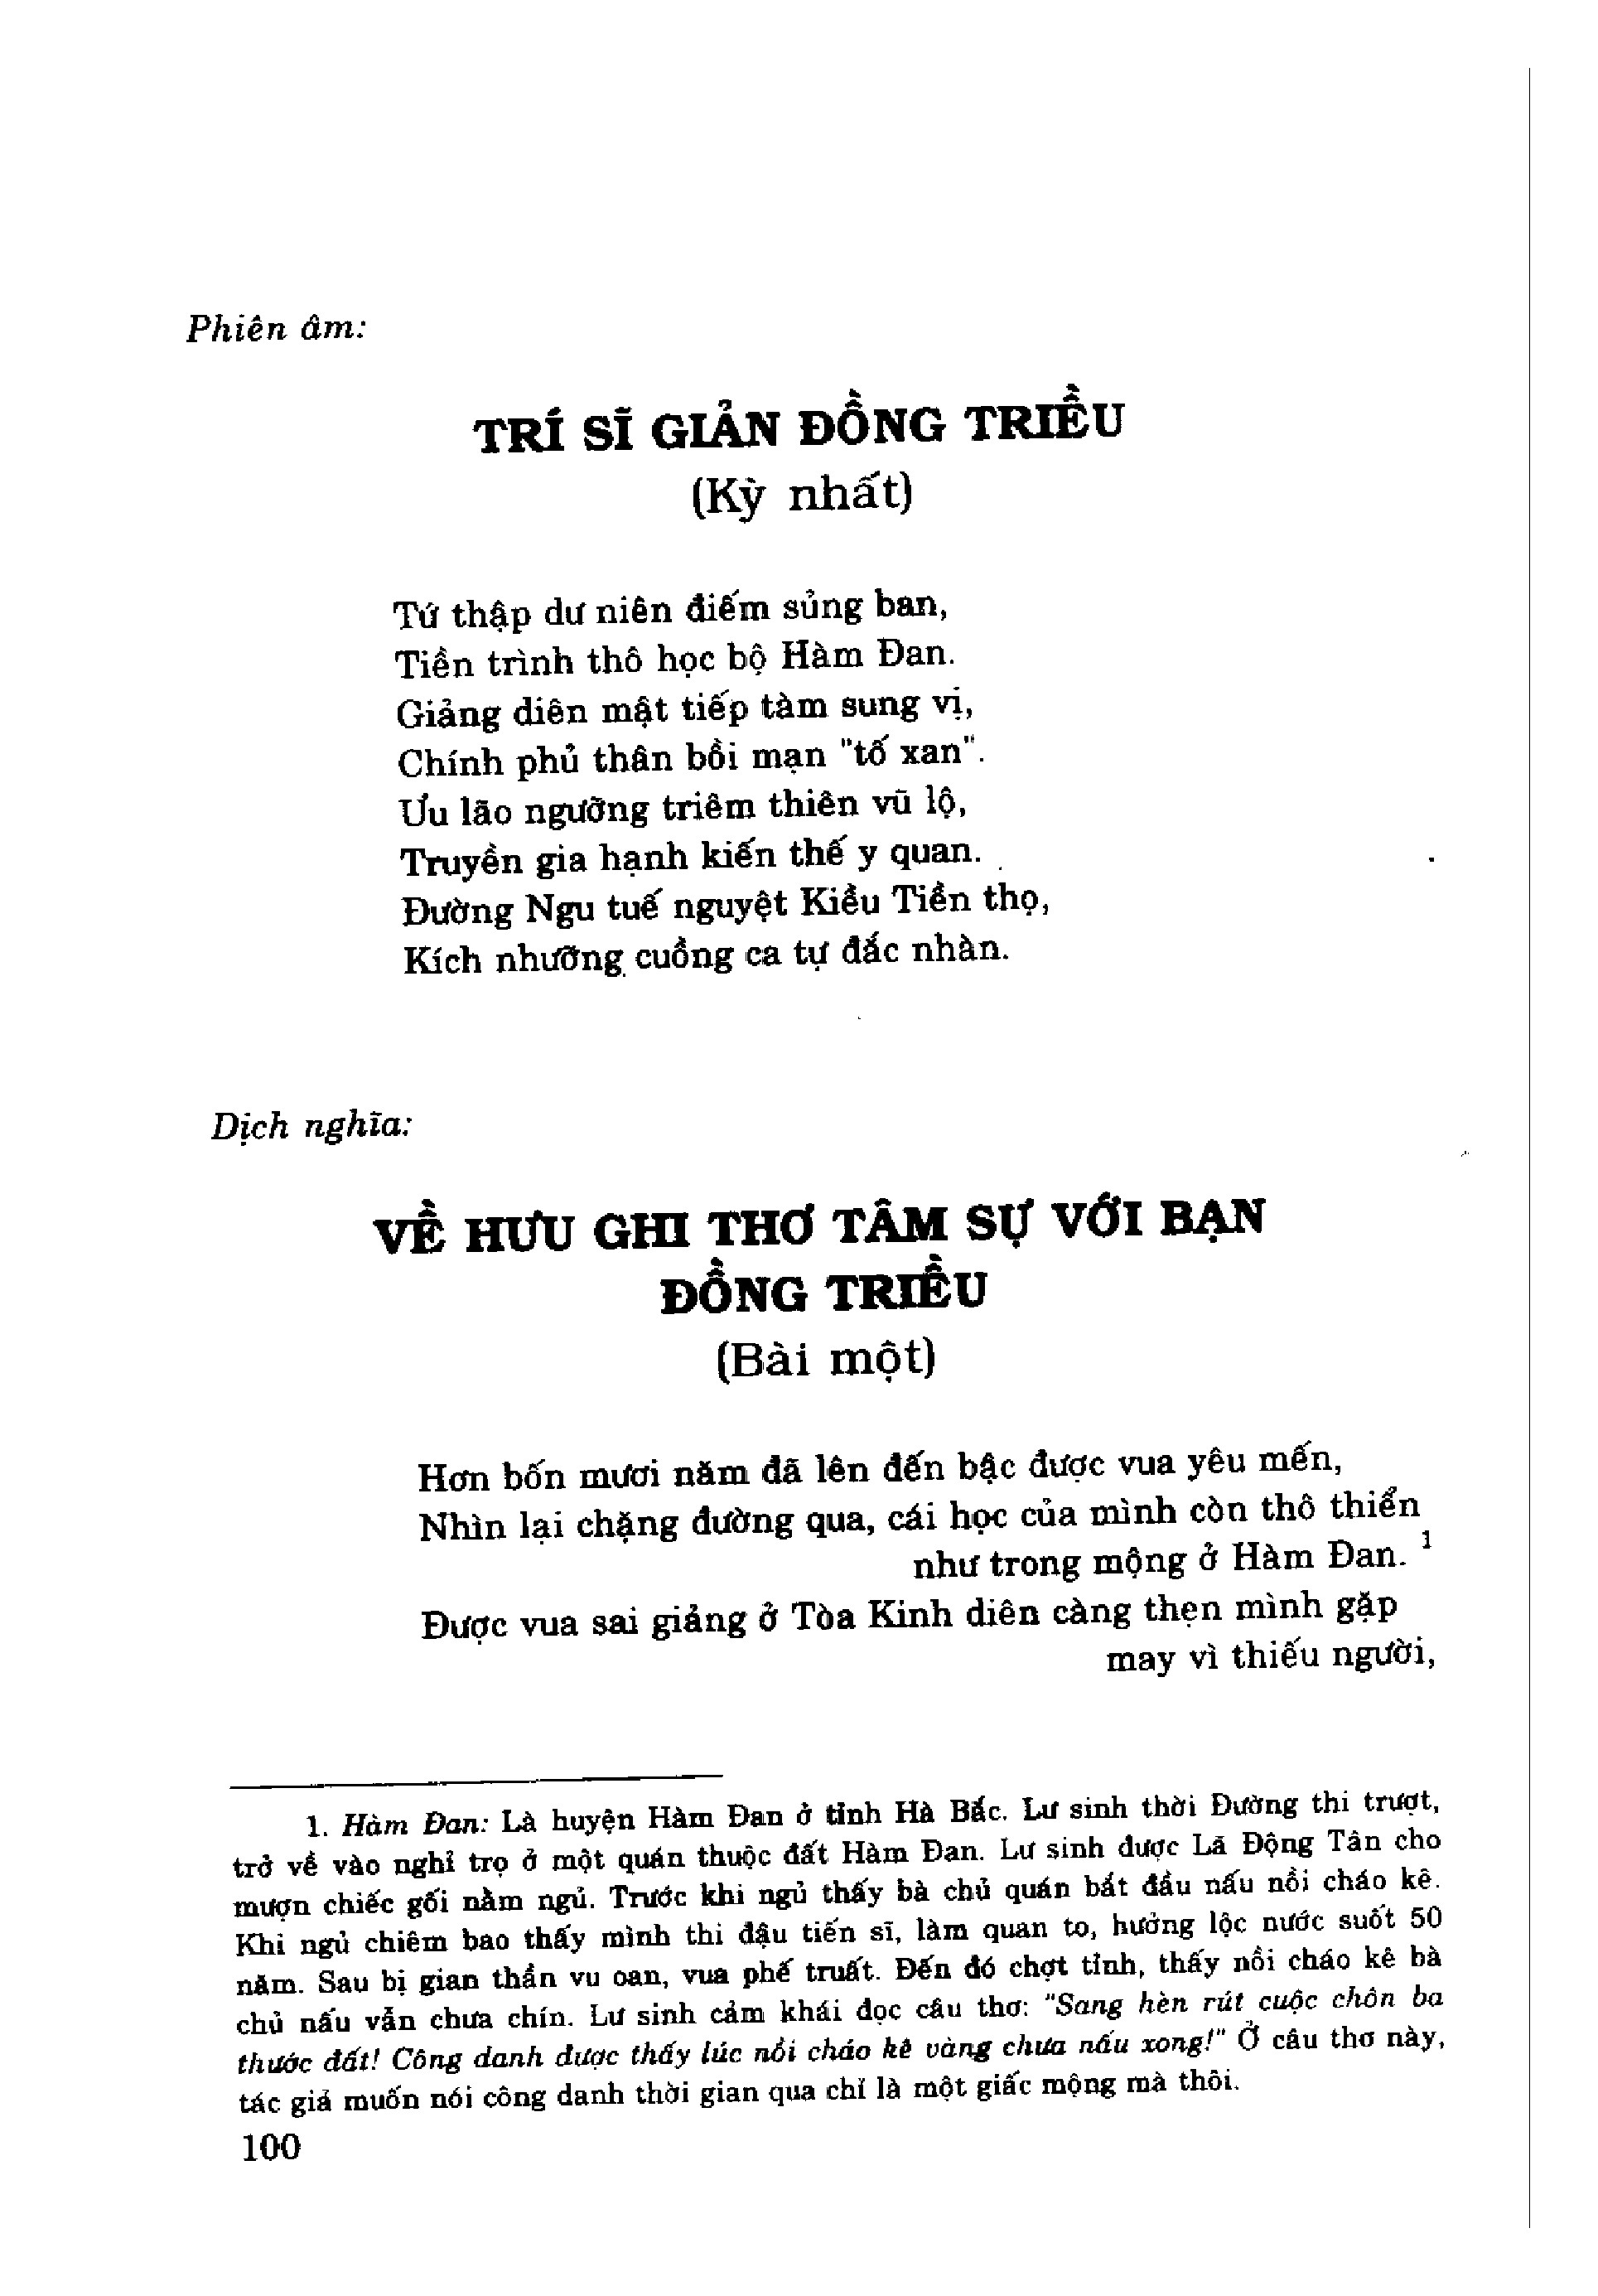 Phiên âm:
TRÍ SĨ GIẢN ĐỒNG TRIỀU
(Kỳ nhất)
Tứ thập dư niên điếm sủng ban,
Tiền trình thô học bộ Hàm Đan.
Giảng diên mật tiếp tàm sung vị,
Chính phủ thân bồi mạn "tố xan".
Ưu lão ngưỡng triêm thiên vũ lộ,
Truyền gia hạnh kiến thế y quan.
Đường Ngu tuế nguyệt Kiều Tiền thọ,
Kích nhưỡng cuồng ca tự đắc nhàn.
Dịch nghĩa:
VỀ HƯU GHI THƠ TÂM SỰ VỚI BẠN
ĐỒNG TRIỀU
(Bài một)
Hơn bốn mươi năm đã lên đến bậc được vua yêu mến,
Nhìn lại chặng đường qua, cái học của mình còn thô thiển
như trong mộng ở Hàm Đan. 1
Được vua sai giảng ở Tòa Kinh diên càng thẹn mình gặp
may vì thiếu người,
1. Hàm Đan: Là huyện Hàm Đan ở tỉnh Hà Bắc. Lư sinh thời Đường thi trượt,
trở về vào nghỉ trọ ở một quán thuộc đất Hàm Đan. Lư sinh được Lã Động Tân cho
mượn chiếc gối nằm ngủ. Trước khi ngủ thấy bà chủ quán bắt đầu nấu nồi cháo kê.
Khi ngủ chiêm bao thấy mình thi đậu tiến sĩ, làm quan to, hưởng lộc nước suốt 50
năm. Sau bị gian thần vu oan, vua phế truất. Đến đó chợt tỉnh, thấy nồi cháo kê bà
chủ nấu vẫn chưa chín. Lư sinh cảm khái đọc câu thơ: "Sang hèn rút cuộc chôn ba
thước đất! Công danh được thấy lúc nồi cháo kê vàng chưa nấu xong!" Ở câu thơ này,
tác giả muốn nói công danh thời gian qua chỉ là một giấc mộng mà thôi.
100